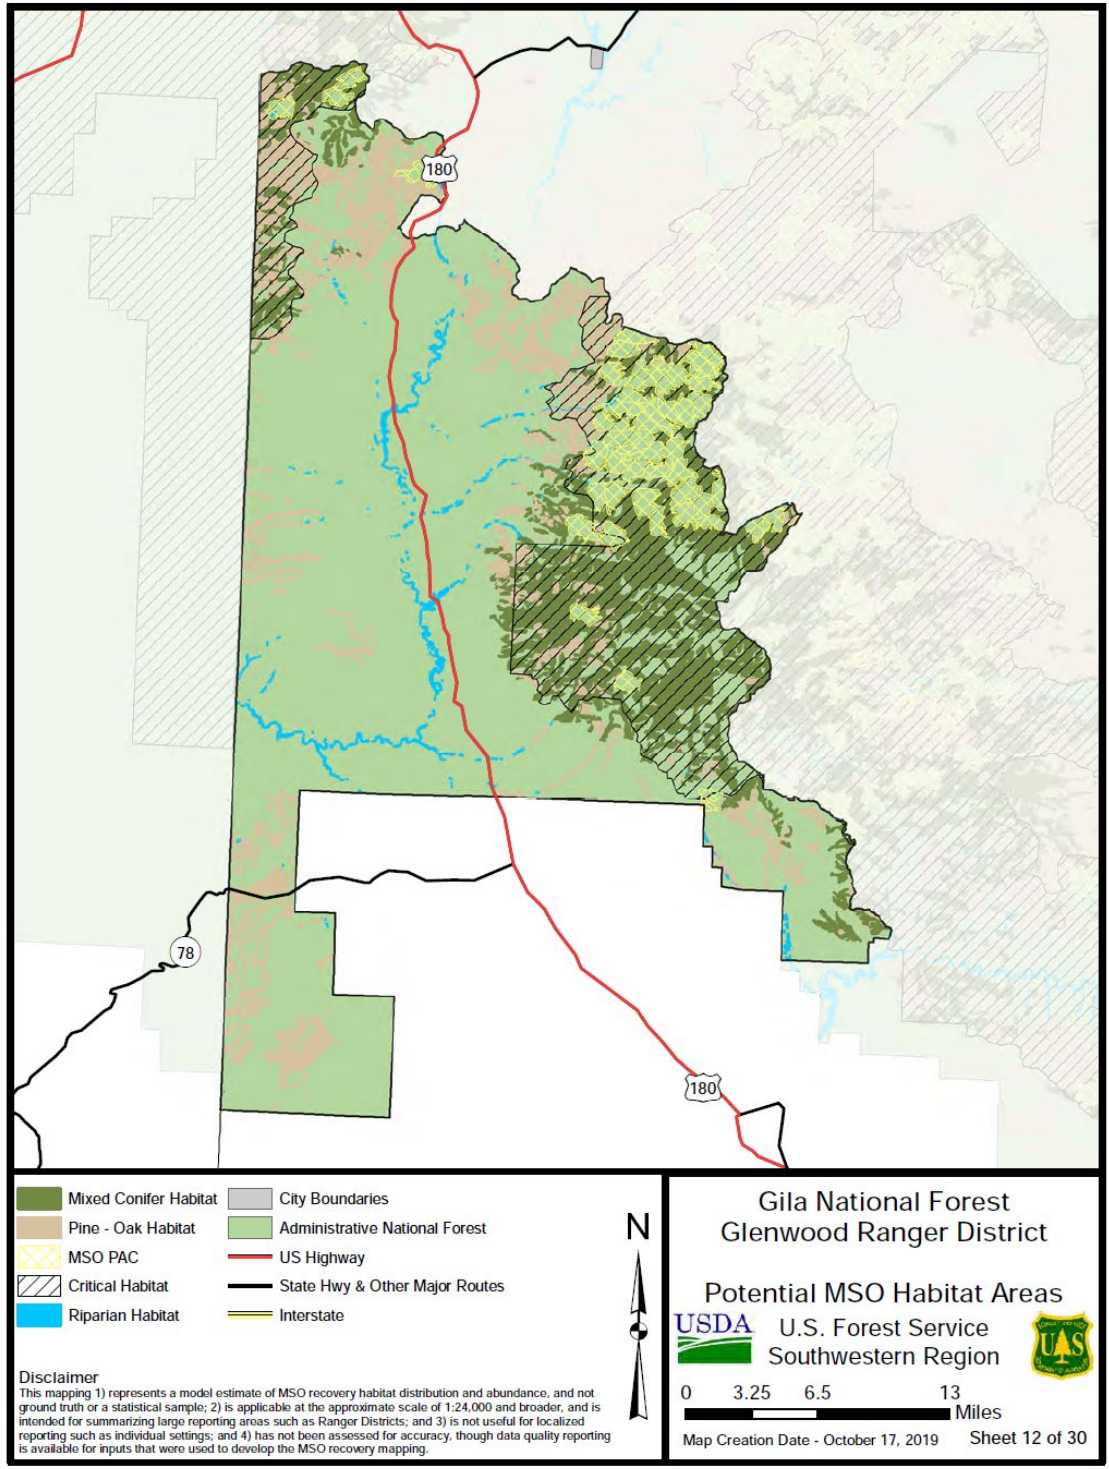 180
78
180
Mixed Conifer Habitat
Pine - Oak Habitat
MSO PAC
Critical Habitat
Riparian Habitat
City Boundaries
Administrative National Forest
US Highway
State Hwy & Other Major Routes
Interstate
N
Disclaimer
This mapping 1) represents a model estimate of MSO recovery habitat distribution and abundance, and not
ground truth or a statistical sample; 2) is applicable at the approximate scale of 1:24,000 and broader, and is
intended for summarizing large reporting areas such as Ranger Districts; and 3) is not useful for localized
reporting such as individual settings; and 4) has not been assessed for accuracy, though data quality reporting
is available for inputs that were used to develop the MSO recovery mapping.
Gila National Forest
Glenwood Ranger District
Potential MSO Habitat Areas
USDA
U.S. Forest Service
Southwestern Region
UAS
0 3.25 6.5 13
Miles
Map Creation Date - October 17, 2019
Sheet 12 of 30